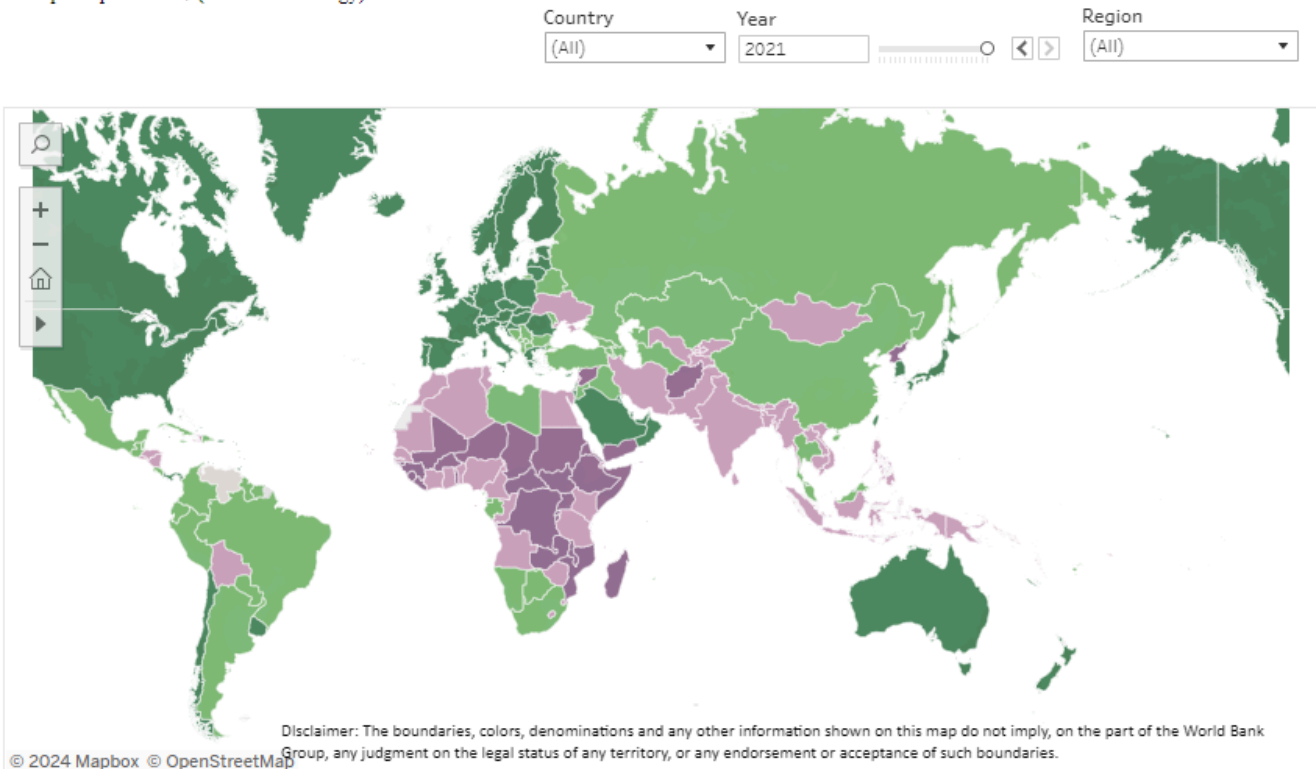 Country
Year
Region
(All)
2021
(All)
DIsclaimer: The boundaries, colors, denominations and any other information shown on this map do not imply, on the part of the World Bank
Group, any judgment on the legal status of any territory, or any endorsement or acceptance of such boundaries.
© 2024 Mapbox © OpenStreetMap